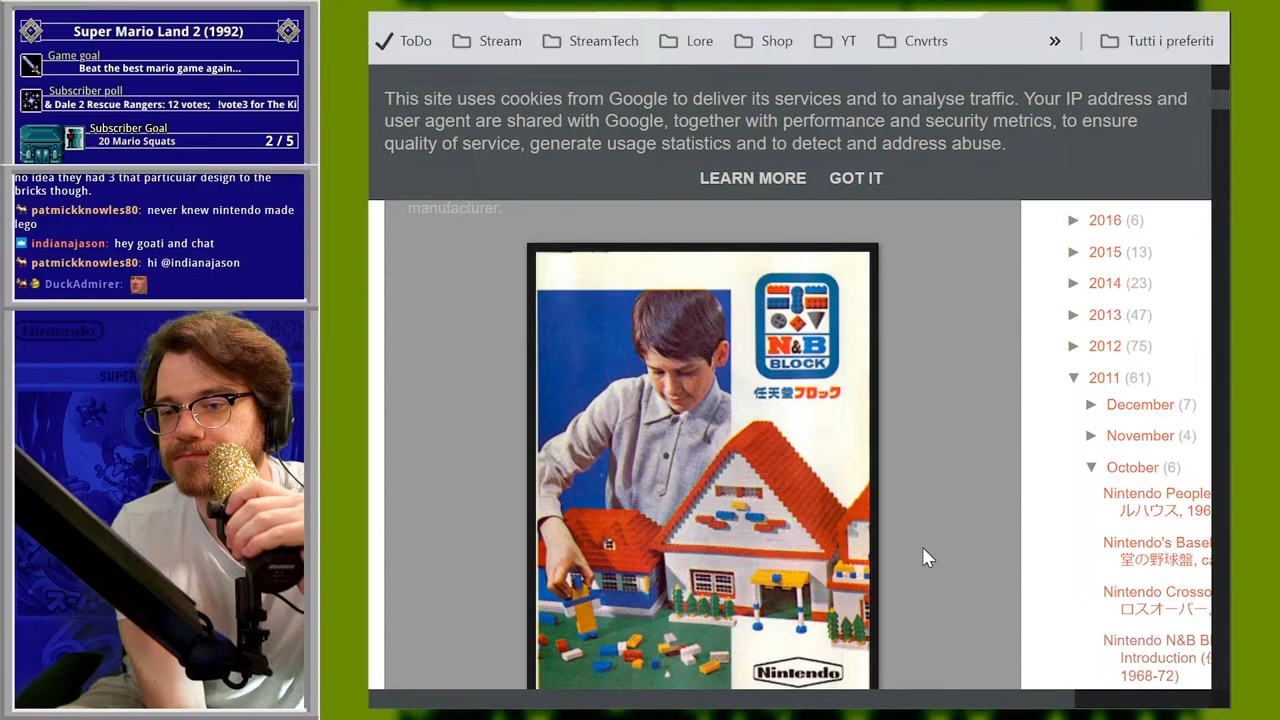 Super Mario Land 2 (1992)
Game goal
Beat the best mario game again...
Subscriber poll
& Dale 2 Rescue Rangers: 12 votes; !vote3 for The Ki
Subscriber Goal
20 Mario Squats
2 / 5
no idea they had 3 that particular design to the
bricks though.
patmickknowles80: never knew nintendo made
lego
indianajason: hey goati and chat
patmickknowles80: hi @indianajason
DuckAdmirer:
Nintendo
ToDo
Stream
StreamTech
Lore
Shop
YT
Cnvrtrs
»
Tutti i preferiti
This site uses cookies from Google to deliver its services and to analyse traffic. Your IP address and
user agent are shared with Google, together with performance and security metrics, to ensure
quality of service, generate usage statistics and to detect and address abuse.
LEARN MORE
GOT IT
manufacturer.
N&B
BLOCK
任天堂ブロック
Nintendo
2016 (6)
2015 (13)
2014 (23)
2013 (47)
2012 (75)
2011 (61)
December (7)
November (4)
October (6)
Nintendo People
ルハウス, 196
Nintendo's Base
堂の野球盤, ca
Nintendo Crosso
ロスオーバー,
Nintendo N&B Bl
Introduction (
1968-72)